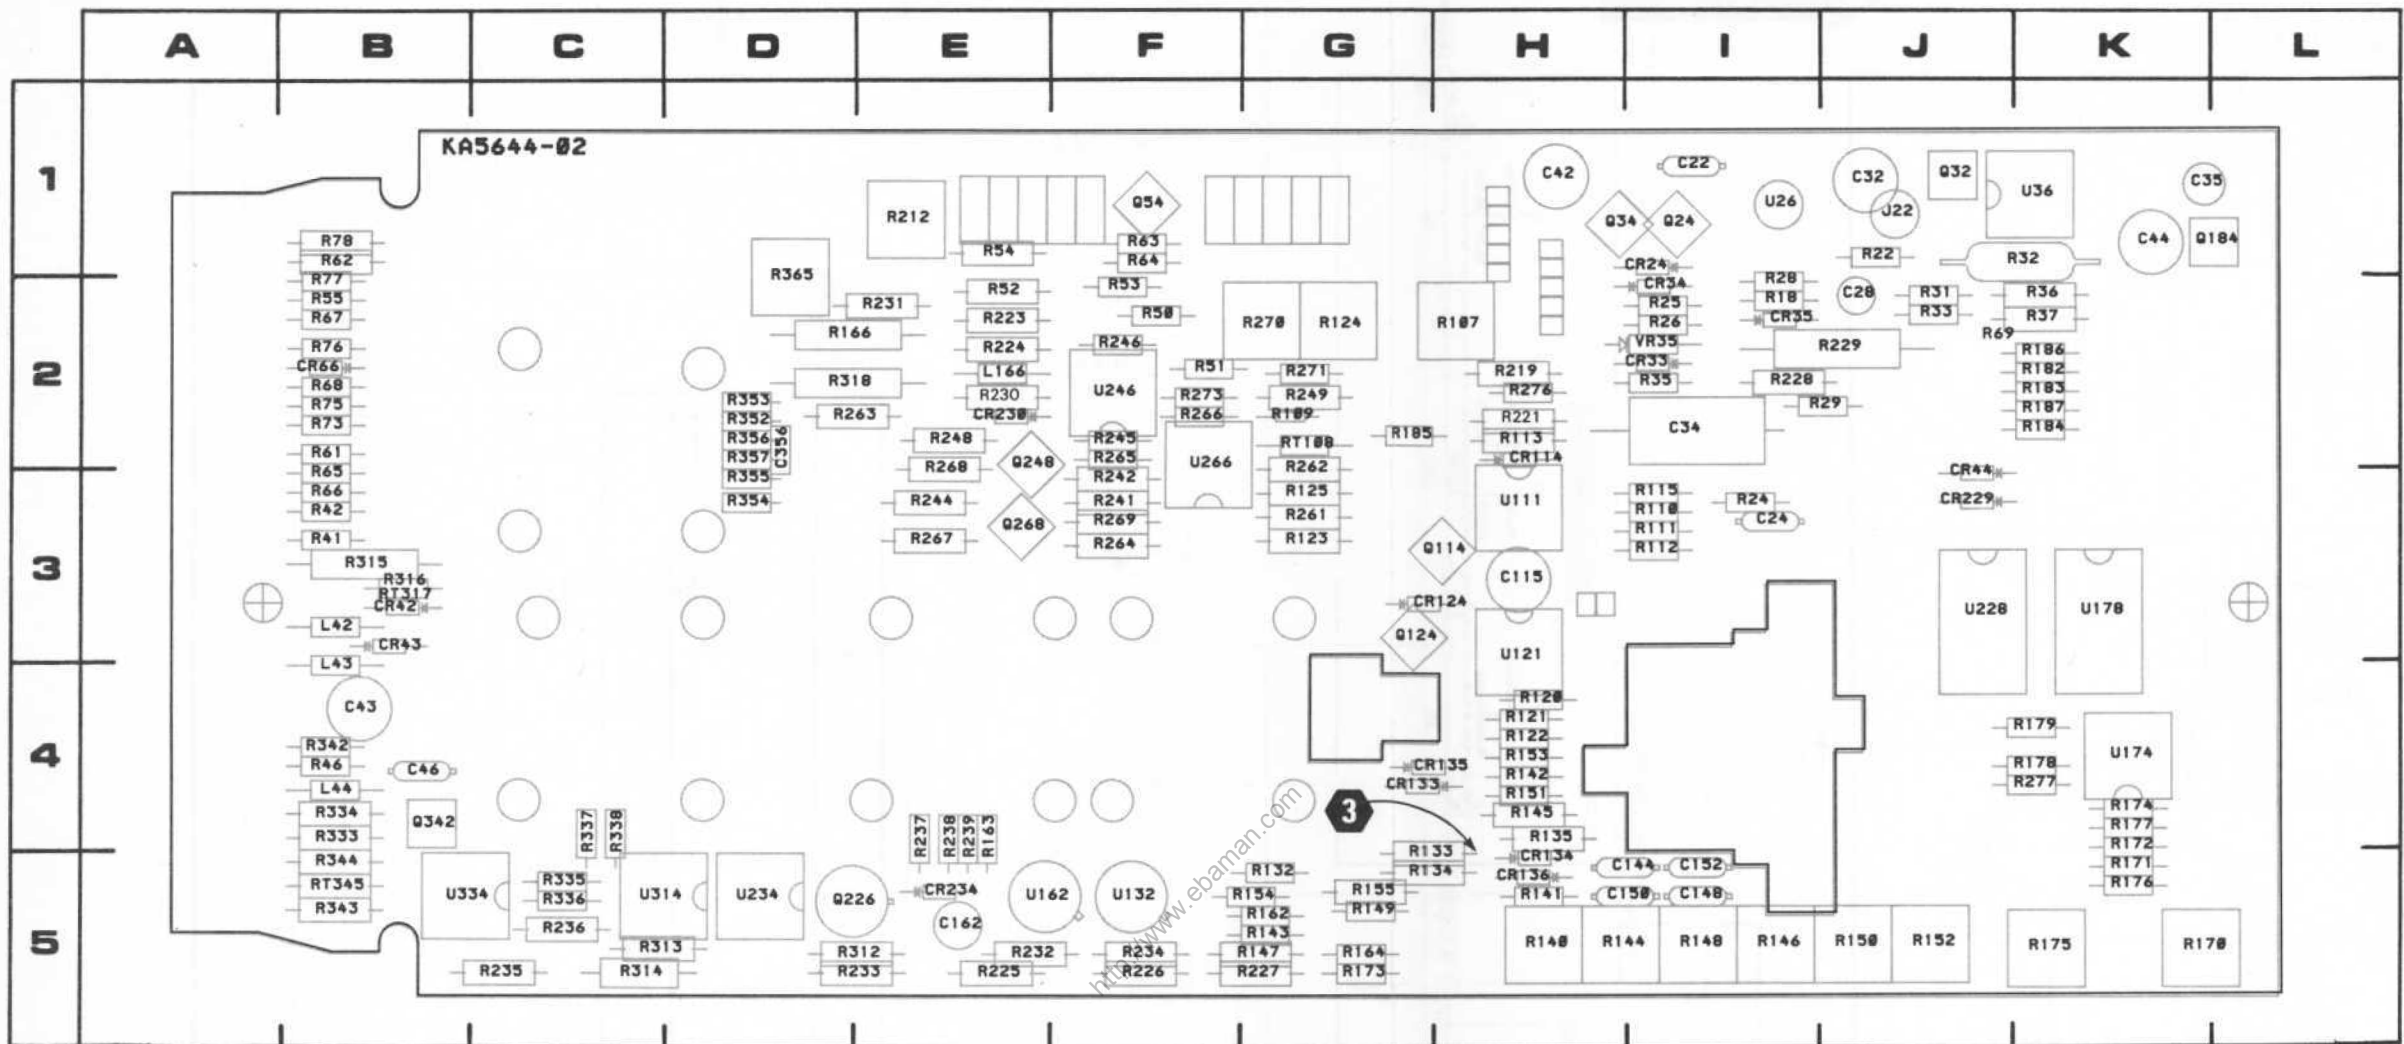 A B C D E F G H I J K L
1
KA5644-02
C42 C22 C32 Q32 U36 C35
R212 Q54 Q34 Q24 U26 U22
R78 R54 R63 C44 Q184
R62 R64 R22 R32
R365 CR24
2
R77 R53 CR34 R28
R55 R231 R52 R50 R25 R18 C28 R31 R36
R67 R166 R223 R270 R124 R107 R26 CR35 R33 R37
R69
R76 R224 R246 VR35 R229 R186
CR66 L166 R51 R271 R219 CR33 R182
R68 R318 U246 R276 R35 R228 R183
R75 R353 R230 R273 R249 R29 R187
R73 R352 R263 CR230 R266 R109 R221 C34 R184
R356 C356 R248 R245 RT108 R185 R113
R61 R357 Q248 R265 U266 CR114
3
R65 R355 R268 R242 R262 CR44
R66 R354 R244 R241 R125 U111 R115 R24 CR229
R42 Q268 R269 R261 R110 C24
R41 R267 R264 R123 Q114 R111
R315 R112
R316 C115
RT317
CR42 CR124 U228 U178
L42 Q124
CR43 U121
L43
4
C43 R120
R121 R179
R342 R122 U174
R46 C46 CR135 R153 R178
L44 CR133 R142 R277
R334 Q342 R337 R338 R237 R238 R239 R163 3 R151 R174
R333 R145 R177
R135 R172
5
R344 R133 CR134 C144 C152 R171
RT345 U334 R335 U314 U234 Q226 CR234 U162 U132 R132 R134 CR136 R176
R343 R336 R154 R155 R141 C150 C148
R236 C162 R162 R149
R143
R313 R312 R232 R234 R147 R164 R140 R144 R148 R146 R150 R152 R175 R170
R235 R314 R233 R225 R226 R227 R173
http://www.ebaman.com